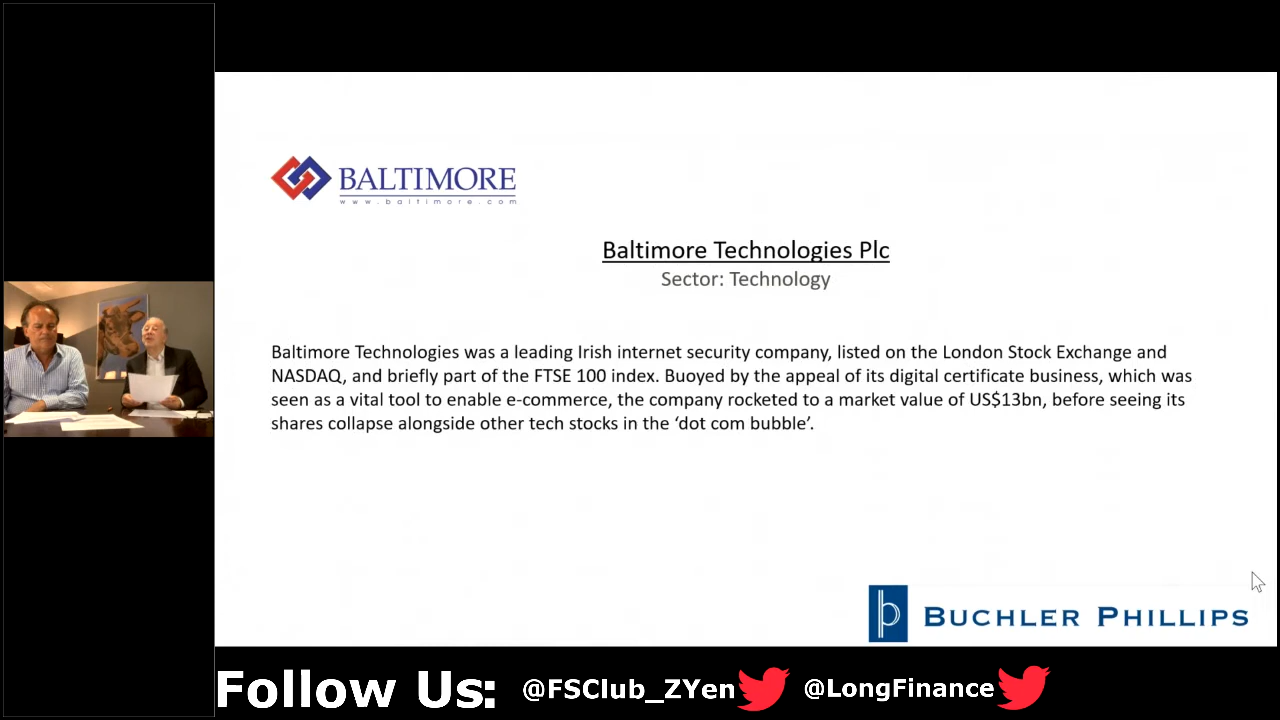 BALTIMORE
www.baltimore.com
Baltimore Technologies Plc
Sector: Technology
Baltimore Technologies was a leading Irish internet security company, listed on the London Stock Exchange and
NASDAQ, and briefly part of the FTSE 100 index. Buoyed by the appeal of its digital certificate business, which was
seen as a vital tool to enable e-commerce, the company rocketed to a market value of US$13bn, before seeing its
shares collapse alongside other tech stocks in the ‘dot com bubble’.
BUCHLER PHILLIPS
Follow Us: @FSClub_ZYen @LongFinance